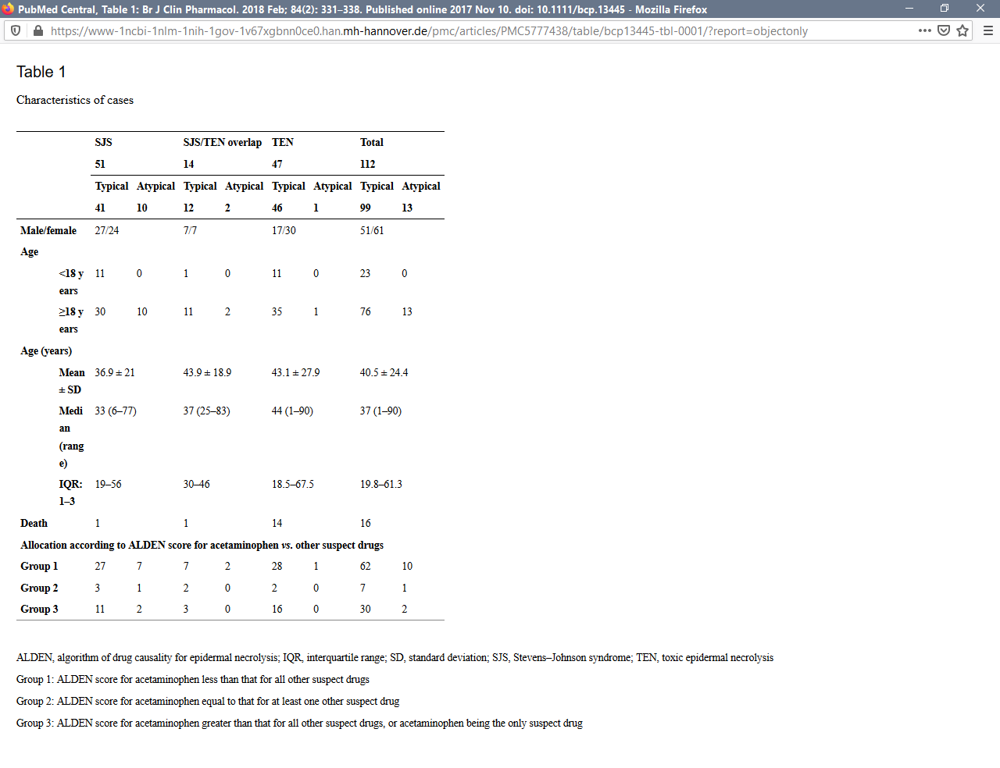 PubMed Central, Table 1: Br J Clin Pharmacol. 2018 Feb; 84(2): 331–338. Published online 2017 Nov 10. doi: 10.1111/bcp.13445 - Mozilla Firefox
https://www-1ncbi-1nlm-1nih-1gov-1v67xgbnn0ce0.han.mh-hannover.de/pmc/articles/PMC5777438/table/bcp13445-tbl-0001/?report=objectonly
Table 1
Characteristics of cases
SJS SJS/TEN overlap TEN Total
51 14 47 112
Typical Atypical Typical Atypical Typical Atypical Typical Atypical
41 10 12 2 46 1 99 13
Male/female 27/24 7/7 17/30 51/61
Age
<18 y 11 0 1 0 11 0 23 0
ears
≥18 y 30 10 11 2 35 1 76 13
ears
Age (years)
Mean 36.9 ± 21 43.9 ± 18.9 43.1 ± 27.9 40.5 ± 24.4
± SD
Medi 33 (6–77) 37 (25–83) 44 (1–90) 37 (1–90)
an
(rang
e)
IQR: 19–56 30–46 18.5–67.5 19.8–61.3
1–3
Death 1 1 14 16
Allocation according to ALDEN score for acetaminophen vs. other suspect drugs
Group 1 27 7 7 2 28 1 62 10
Group 2 3 1 2 0 2 0 7 1
Group 3 11 2 3 0 16 0 30 2
ALDEN, algorithm of drug causality for epidermal necrolysis; IQR, interquartile range; SD, standard deviation; SJS, Stevens–Johnson syndrome; TEN, toxic epidermal necrolysis
Group 1: ALDEN score for acetaminophen less than that for all other suspect drugs
Group 2: ALDEN score for acetaminophen equal to that for at least one other suspect drug
Group 3: ALDEN score for acetaminophen greater than that for all other suspect drugs, or acetaminophen being the only suspect drug